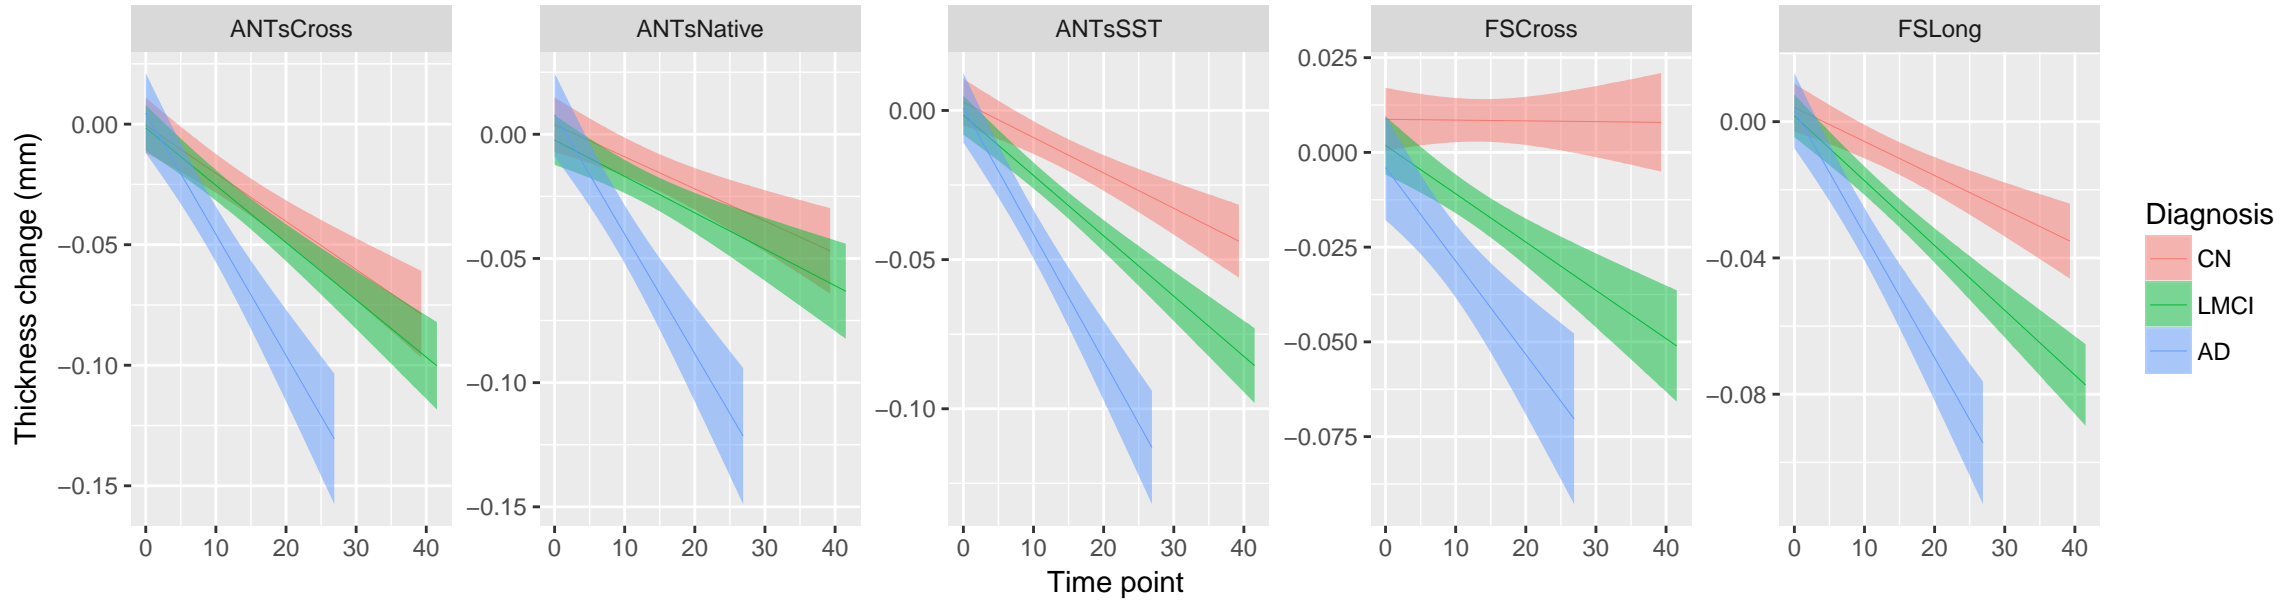 ANTsCross
ANTsNative
ANTsSST
FSCross
FSLong
Thickness change (mm)
0.00
−0.05
−0.10
−0.15
0 10 20 30 40
0.00
−0.05
−0.10
−0.15
0 10 20 30 40
0.00
−0.05
−0.10
0 10 20 30 40
0.025
0.000
−0.025
−0.050
−0.075
0 10 20 30 40
0.00
−0.04
−0.08
0 10 20 30 40
Time point
Diagnosis
CN
LMCI
AD